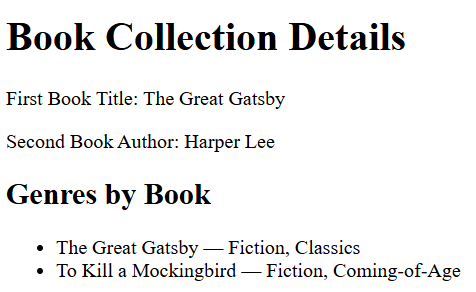 Book Collection Details
First Book Title: The Great Gatsby
Second Book Author: Harper Lee
Genres by Book
• The Great Gatsby — Fiction, Classics
• To Kill a Mockingbird — Fiction, Coming-of-Age